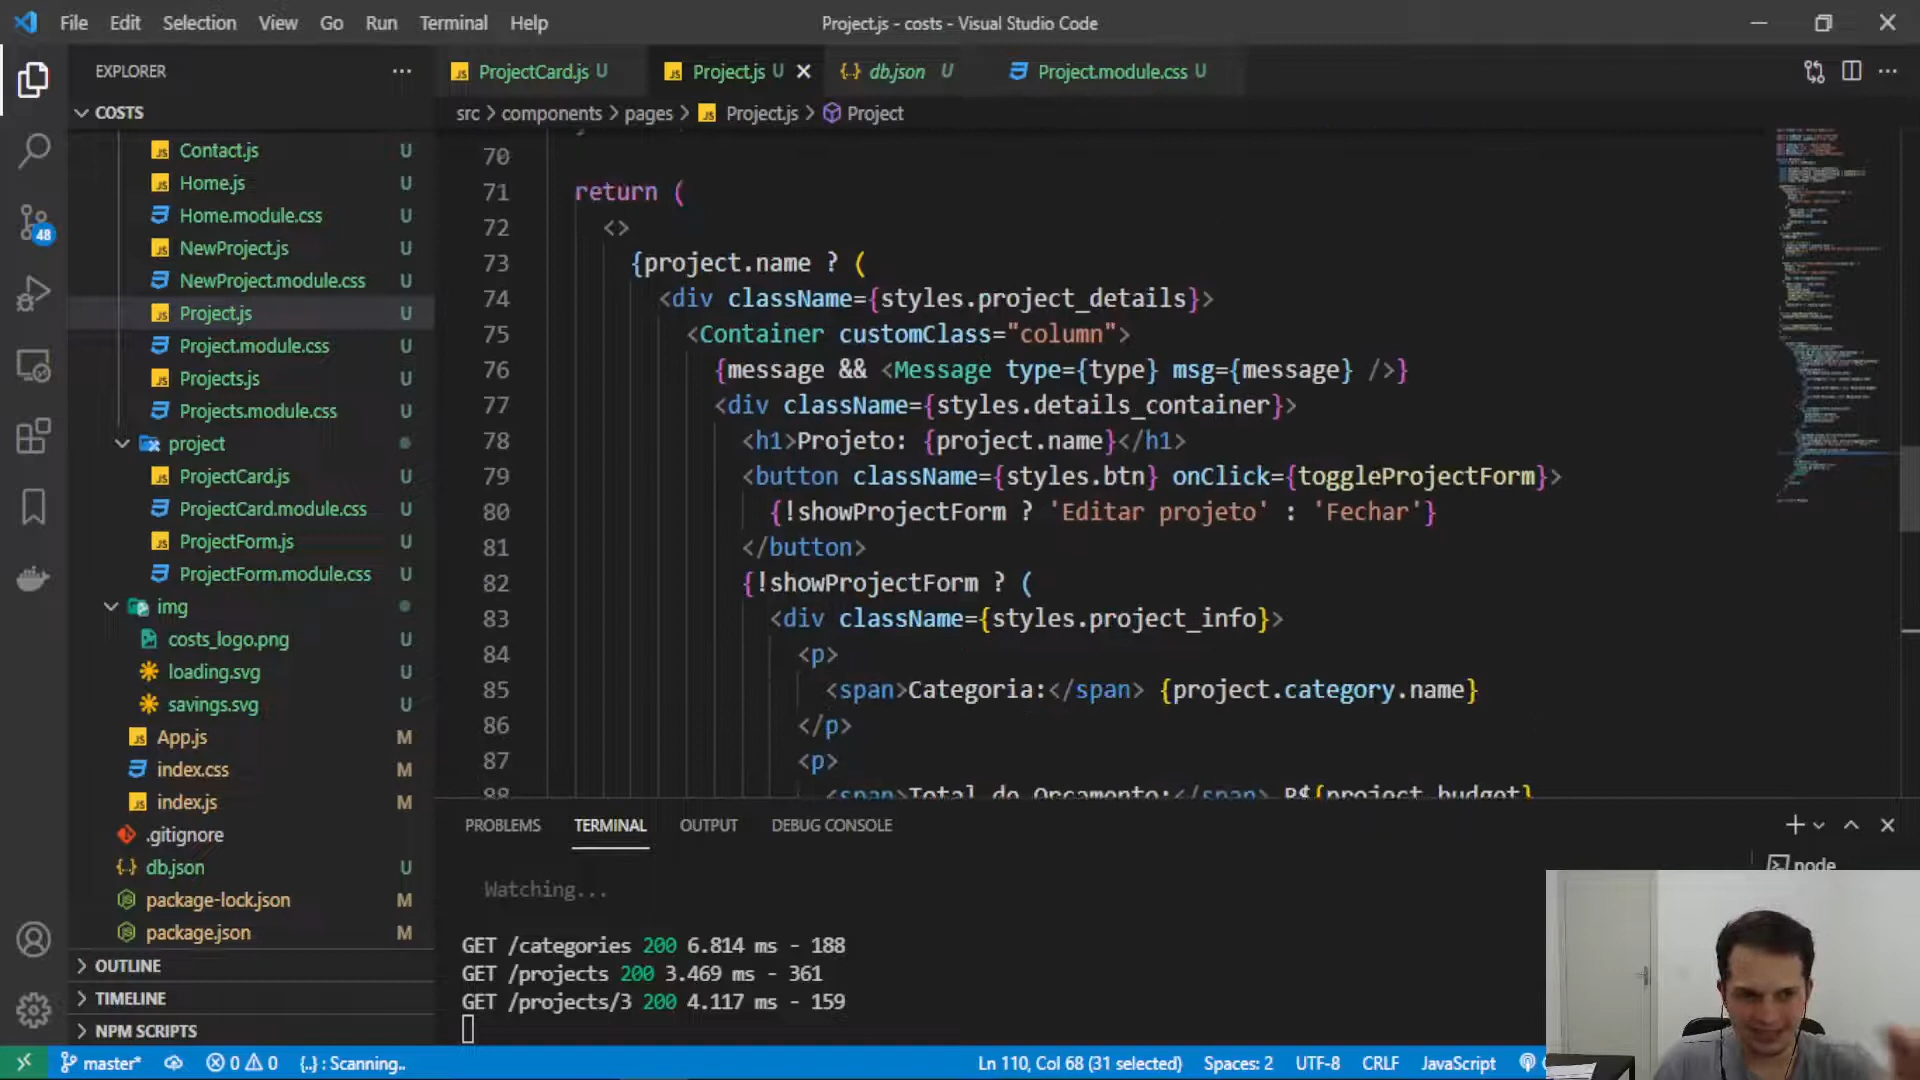 File Edit Selection View Go Run Terminal Help
Project.js - costs - Visual Studio Code
EXPLORER
COSTS
Contact.js U
Home.js U
Home.module.css U
NewProject.js U
NewProject.module.css U
Project.js U
Project.module.css U
Projects.js U
Projects.module.css U
project
ProjectCard.js U
ProjectCard.module.css U
ProjectForm.js U
ProjectForm.module.css U
img
costs_logo.png U
loading.svg U
savings.svg U
App.js M
index.css M
index.js M
.gitignore
db.json U
package-lock.json M
package.json M
OUTLINE
TIMELINE
NPM SCRIPTS
48
ProjectCard.js U Project.js U db.json U Project.module.css U
src > components > pages > Project.js > Project
70
71 return (
72 <>
73 {project.name ? (
74 <div className={styles.project_details}>
75 <Container customClass="column">
76 {message && <Message type={type} msg={message} />}
77 <div className={styles.details_container}>
78 <h1>Projeto: {project.name}</h1>
79 <button className={styles.btn} onClick={toggleProjectForm}>
80 {!showProjectForm ? 'Editar projeto' : 'Fechar'}
81 </button>
82 {!showProjectForm ? (
83 <div className={styles.project_info}>
84 <p>
85 <span>Categoria:</span> {project.category.name}
86 </p>
87 <p>
88 <span>Total de Orçamento:</span> R${project.budget}
PROBLEMS TERMINAL OUTPUT DEBUG CONSOLE
node
Watching...
GET /categories 200 6.814 ms - 188
GET /projects 200 3.469 ms - 361
GET /projects/3 200 4.117 ms - 159
master* 0 0 {..} : Scanning.. Ln 110, Col 68 (31 selected) Spaces: 2 UTF-8 CRLF JavaScript